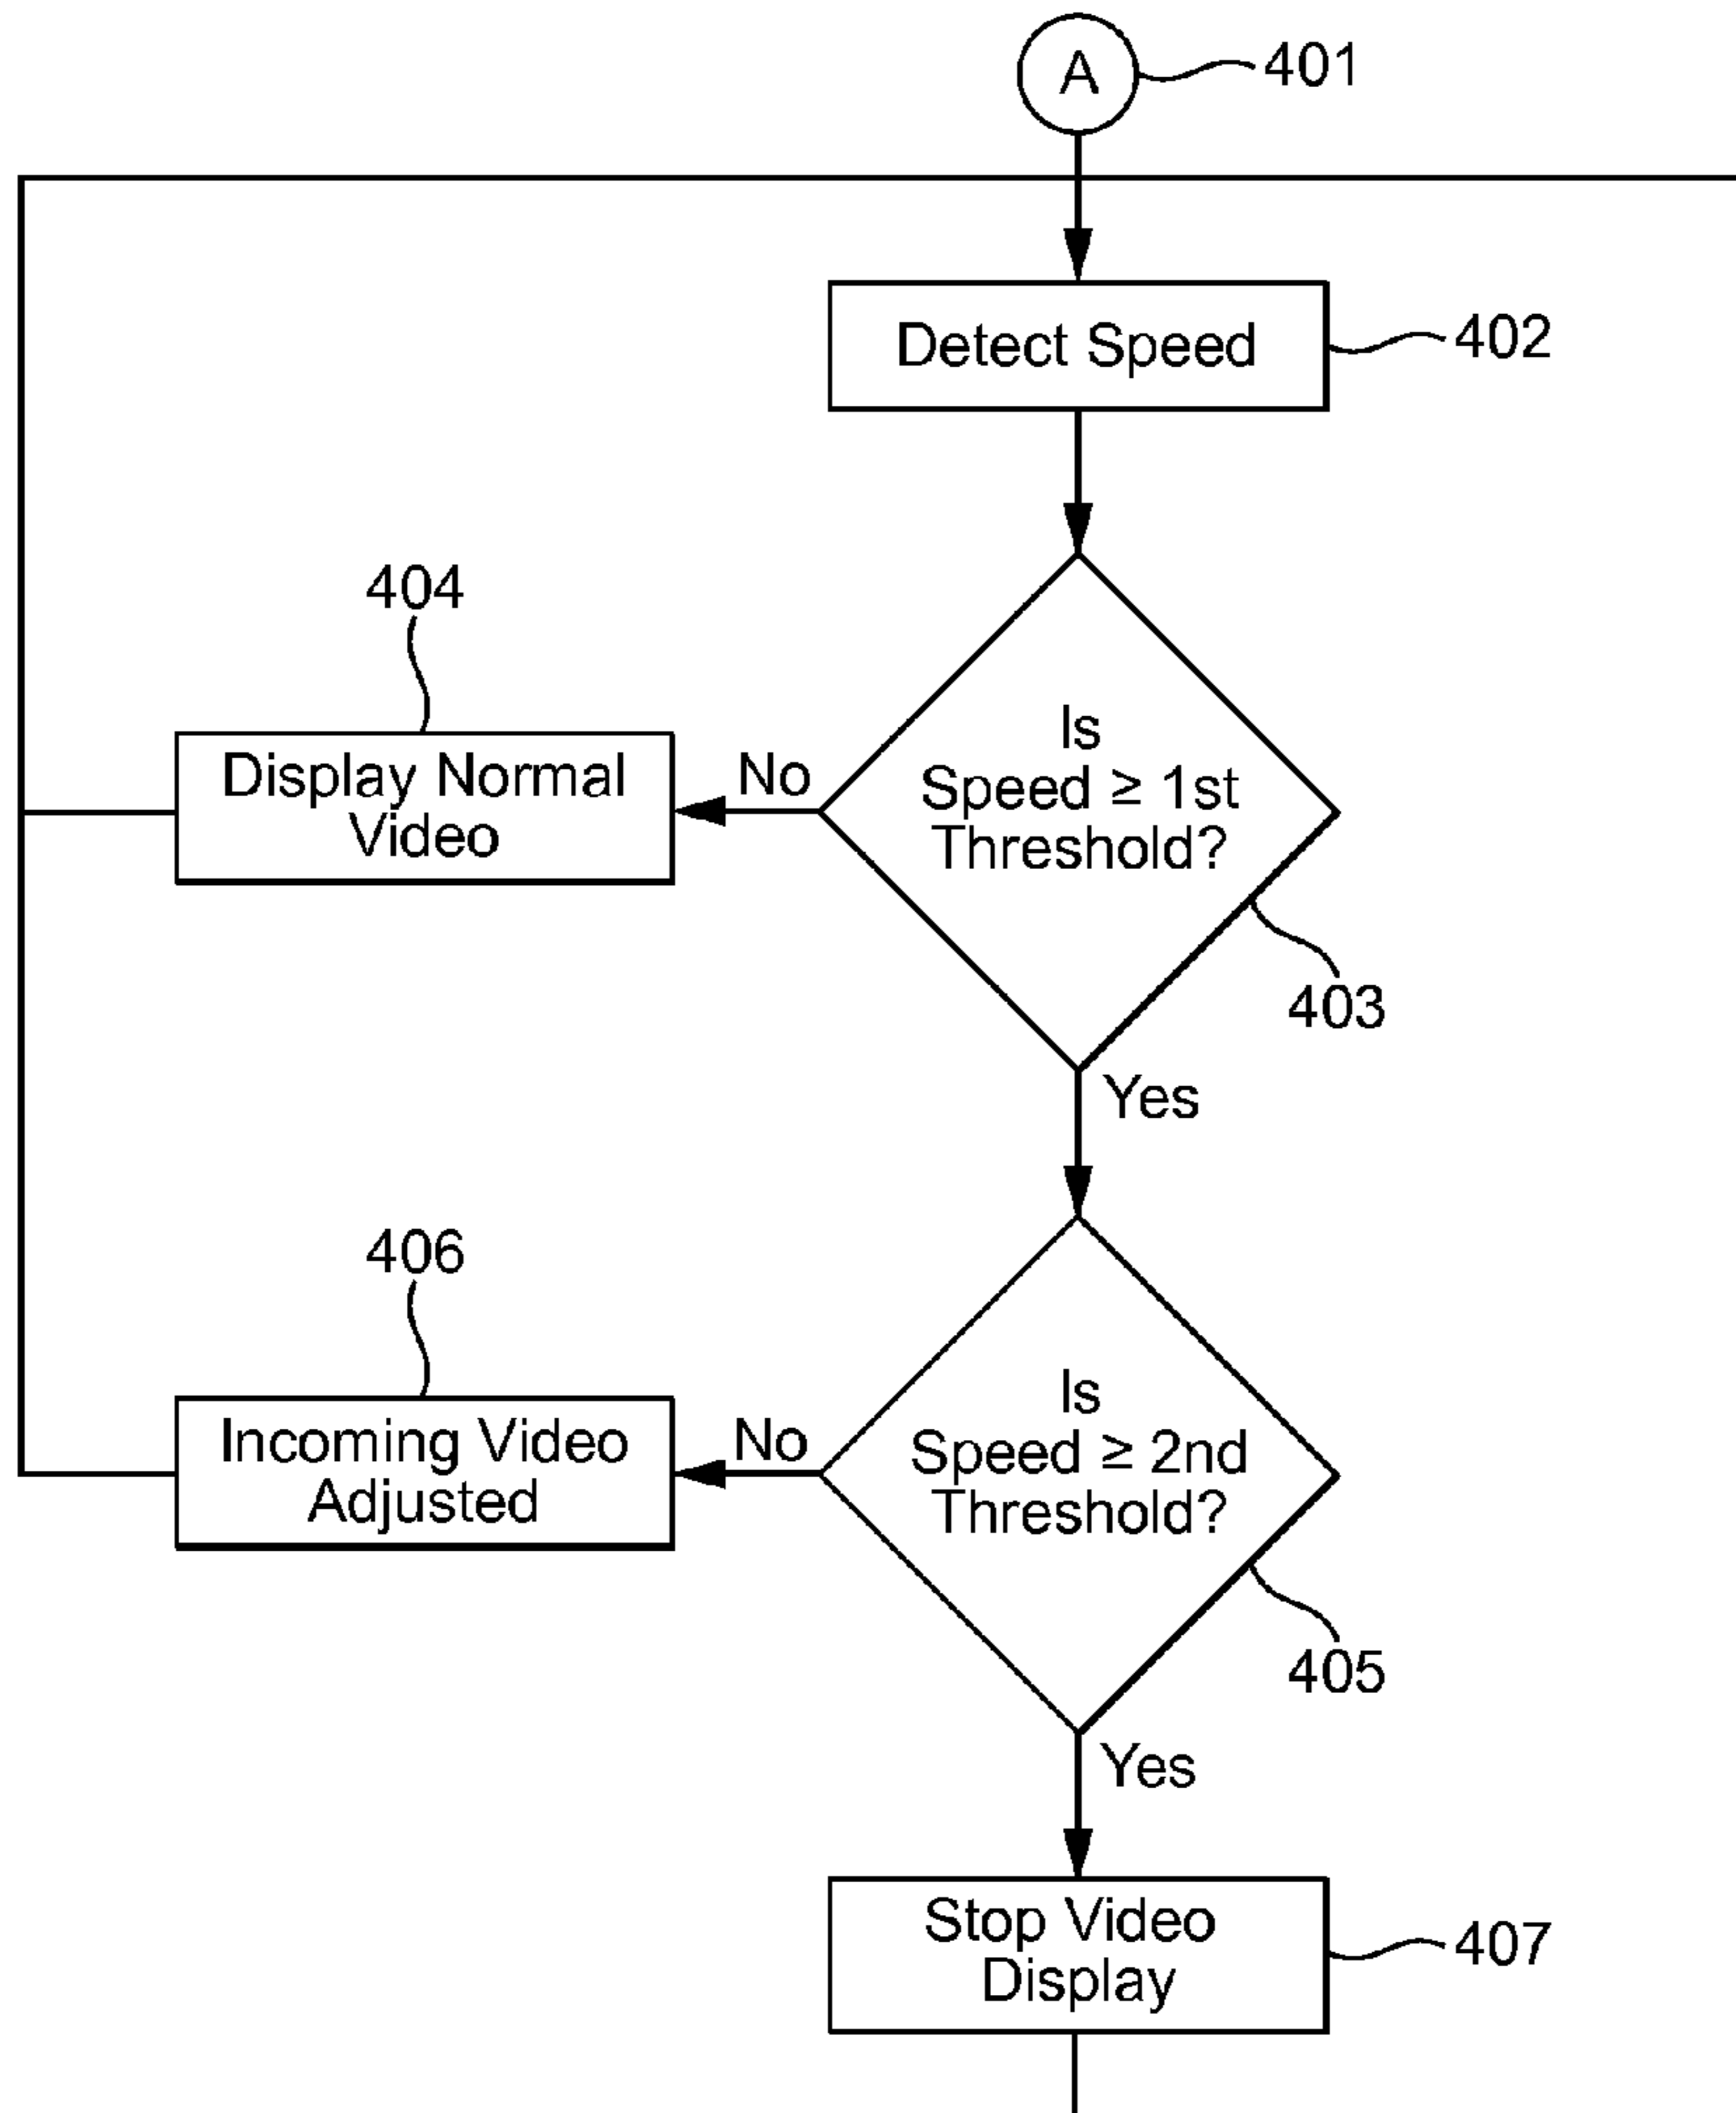 A
401
Detect Speed
402
404
Display Normal
Video
No
Is
Speed ≥ 1st
Threshold?
403
Yes
406
Incoming Video
Adjusted
No
Is
Speed ≥ 2nd
Threshold?
405
Yes
Stop Video
Display
407